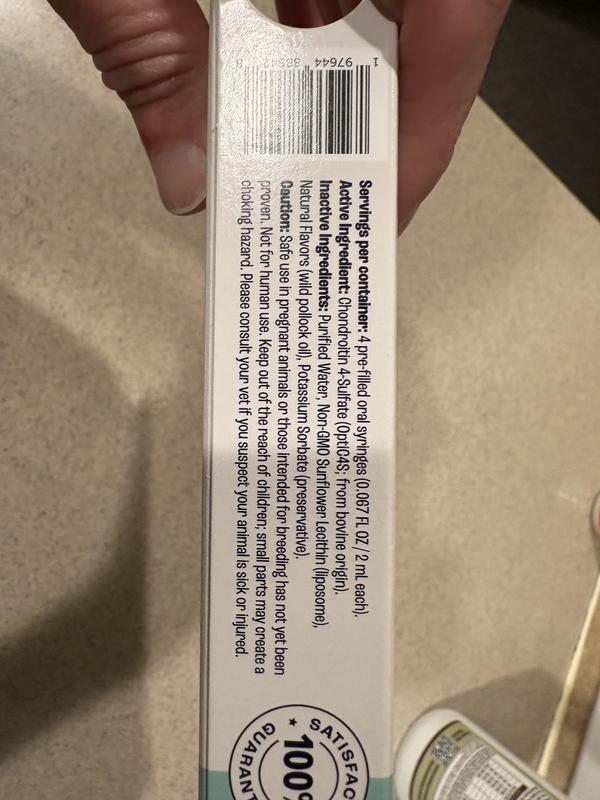 Servings per container: 4 pre-filled oral syringes (0.067 FL OZ / 2 mL each).
Active Ingredient: Chondroitin 4-Sulfate (OptiC4S; from bovine origin).
Inactive Ingredients: Purified Water, Non-GMO Sunflower Lecithin (liposome),
Natural Flavors (wild pollock oil), Potassium Sorbate (preservative).
Caution: Safe use in pregnant animals or those intended for breeding has not yet been
proven. Not for human use. Keep out of the reach of children; small parts may create a
choking hazard. Please consult your vet if you suspect your animal is sick or injured.
1 97644